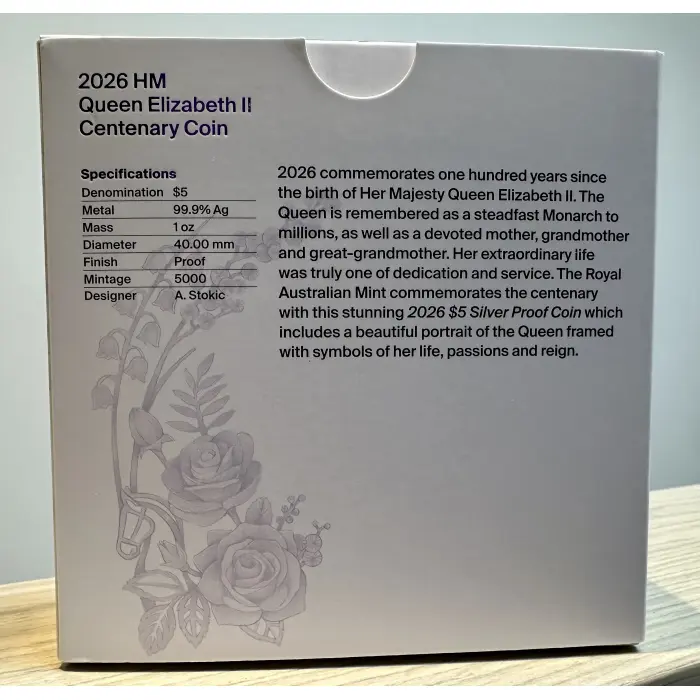 2026 HM
Queen Elizabeth II
Centenary Coin
Specifications
Denomination $5
Metal 99.9% Ag
Mass 1 oz
Diameter 40.00 mm
Finish Proof
Mintage 5000
Designer A. Stokic
2026 commemorates one hundred years since
the birth of Her Majesty Queen Elizabeth II. The
Queen is remembered as a steadfast Monarch to
millions, as well as a devoted mother, grandmother
and great-grandmother. Her extraordinary life
was truly one of dedication and service. The Royal
Australian Mint commemorates the centenary
with this stunning 2026 $5 Silver Proof Coin which
includes a beautiful portrait of the Queen framed
with symbols of her life, passions and reign.